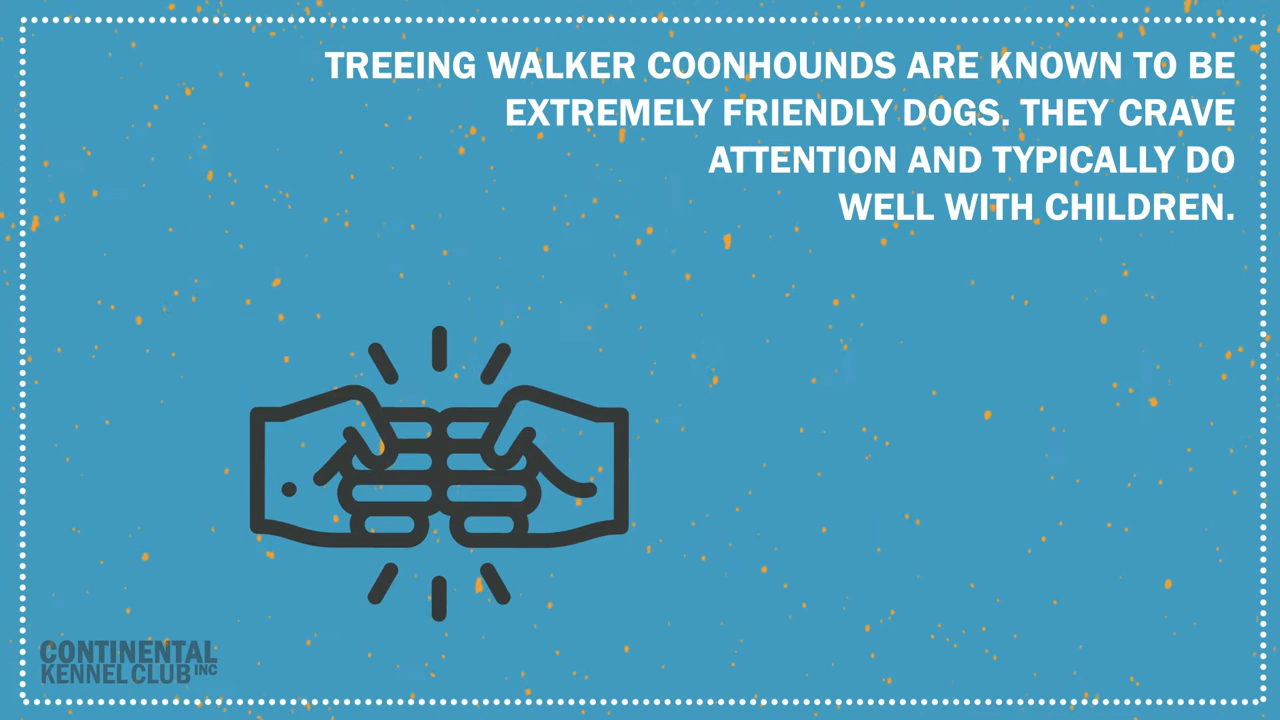 TREEING WALKER COONHOUNDS ARE KNOWN TO BE
EXTREMELY FRIENDLY DOGS. THEY CRAVE
ATTENTION AND TYPICALLY DO
WELL WITH CHILDREN.
CONTINENTAL
KENNEL CLUB INC